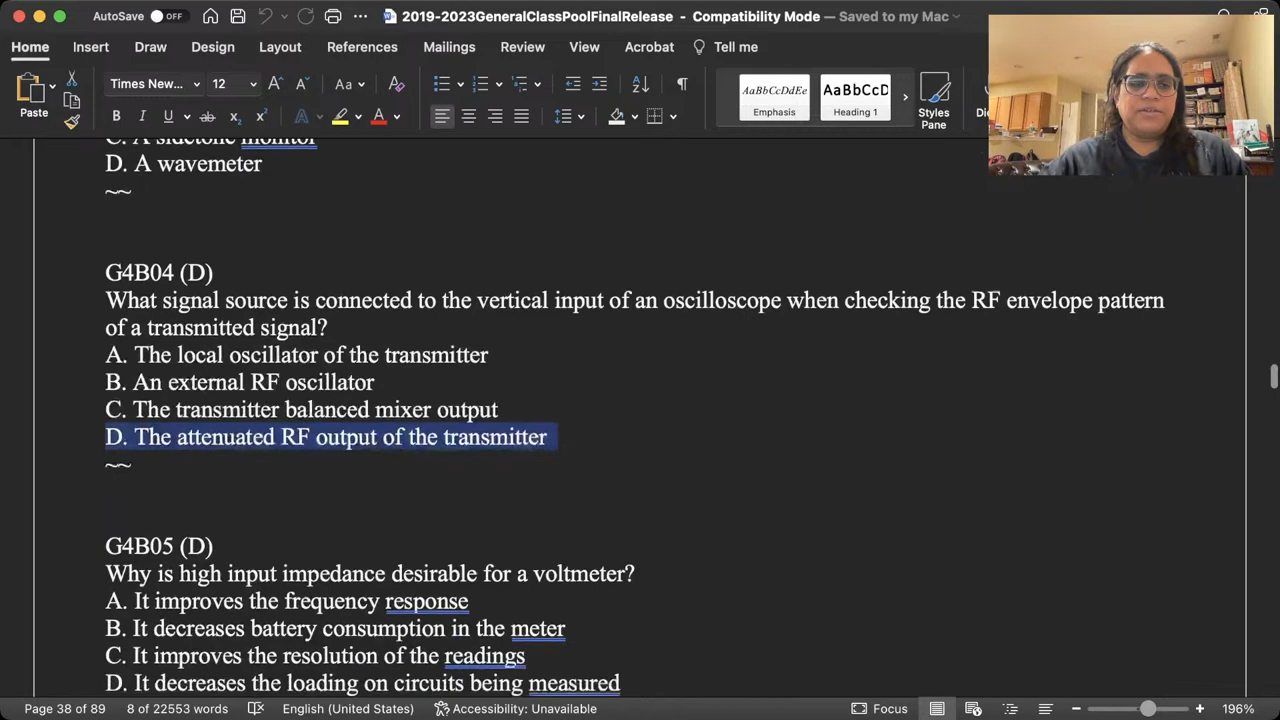 AutoSave OFF 2019-2023GeneralClassPoolFinalRelease - Compatibility Mode — Saved to my Mac
Home Insert Draw Design Layout References Mailings Review View Acrobat Tell me
Paste Times New... 12 Aa AaBbCcDdEe AaBbCcD
B I U ab x2 x2 A A Emphasis Heading 1 Styles Pane
D. A wavemeter
~~
G4B04 (D)
What signal source is connected to the vertical input of an oscilloscope when checking the RF envelope pattern
of a transmitted signal?
A. The local oscillator of the transmitter
B. An external RF oscillator
C. The transmitter balanced mixer output
D. The attenuated RF output of the transmitter
~~
G4B05 (D)
Why is high input impedance desirable for a voltmeter?
A. It improves the frequency response
B. It decreases battery consumption in the meter
C. It improves the resolution of the readings
D. It decreases the loading on circuits being measured
Page 38 of 89 8 of 22553 words English (United States) Accessibility: Unavailable Focus 196%